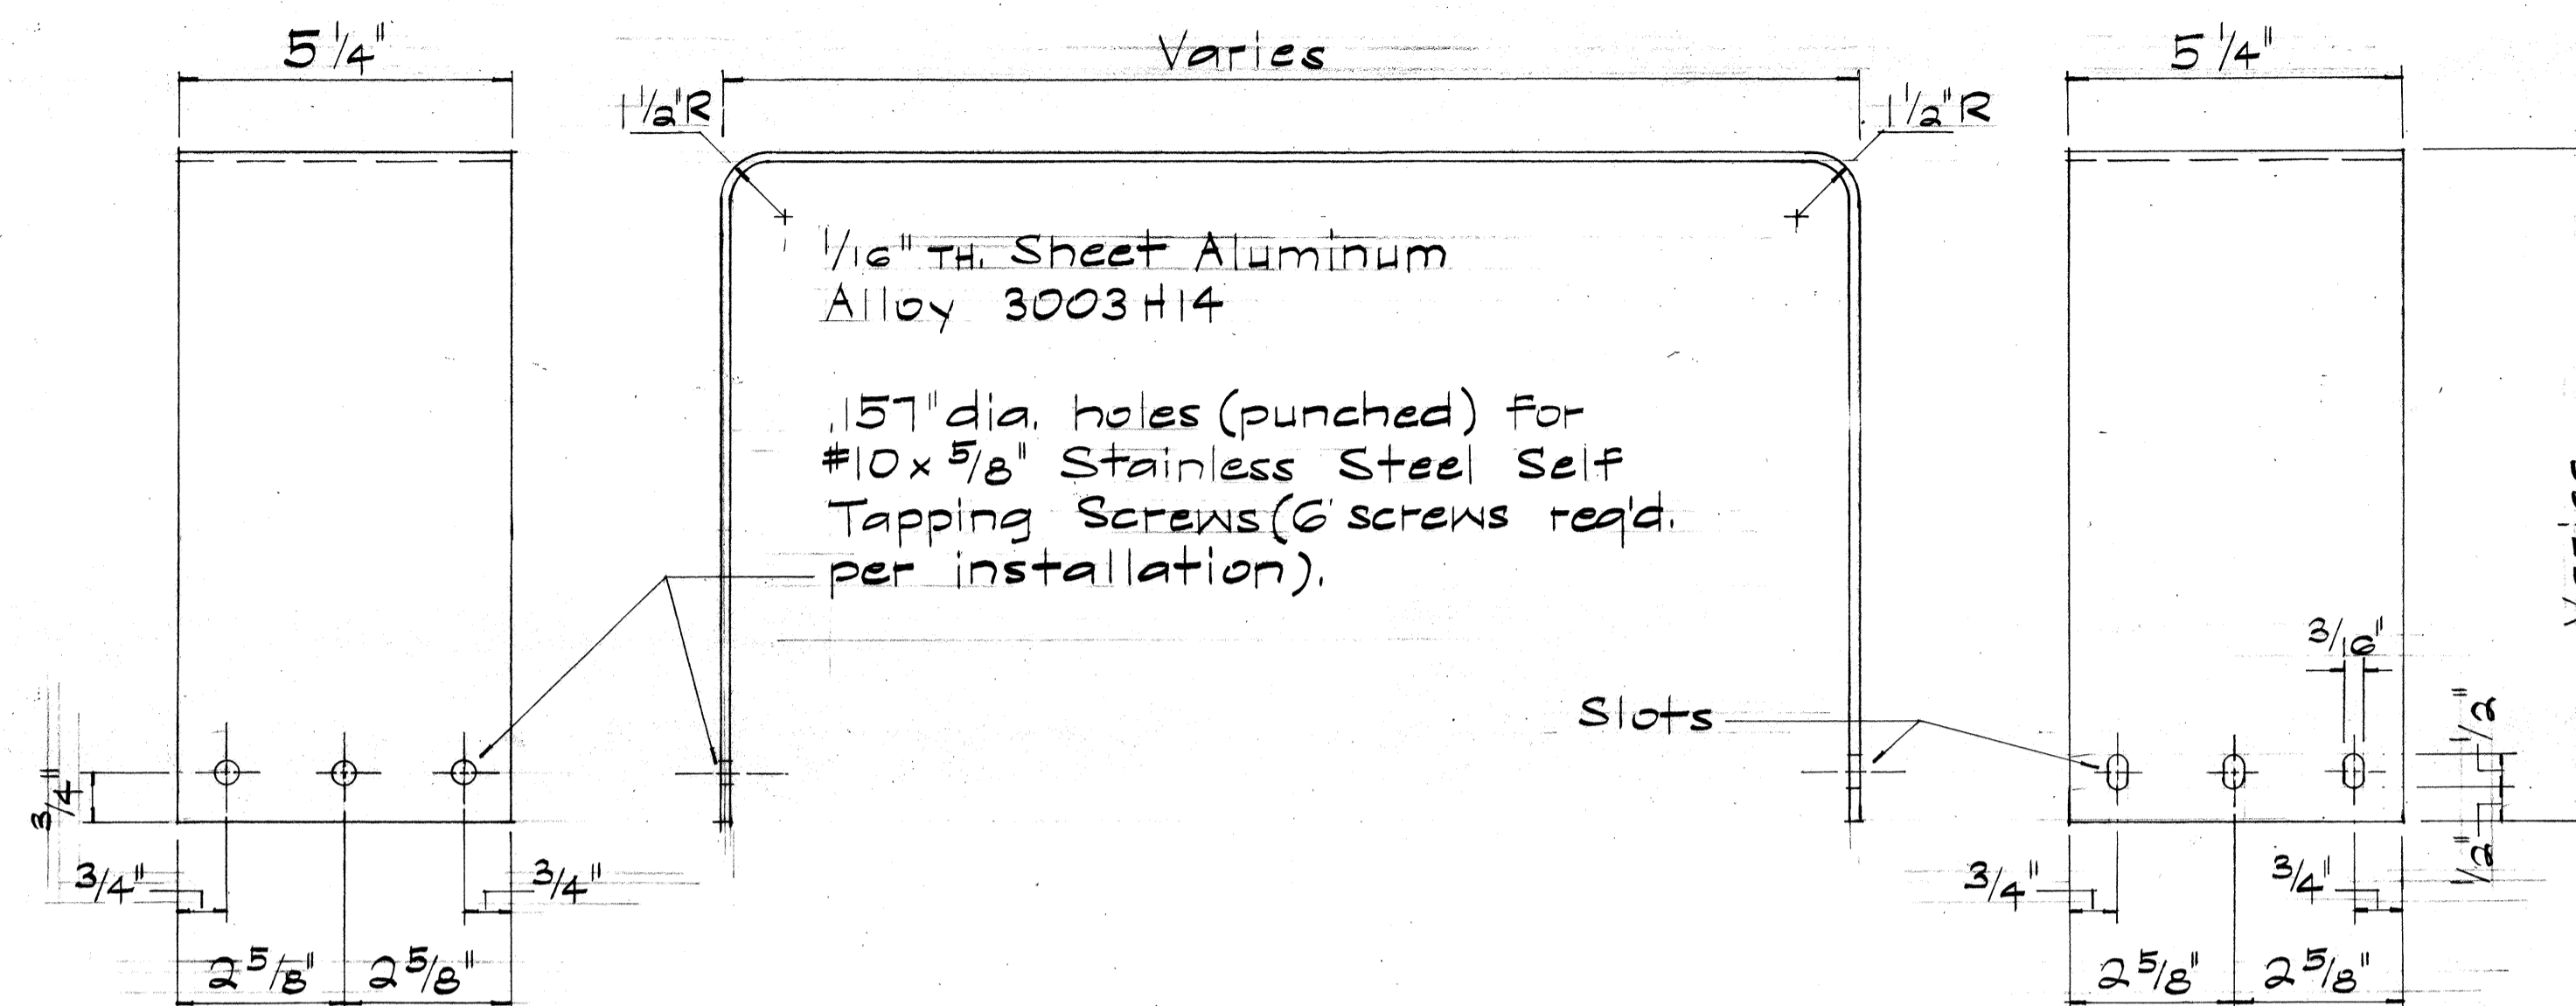 5 1/4"
Varies
5 1/4"
1 1/2"R
1 1/2"R
1/16" TH. Sheet Aluminum
Alloy 3003 H14
.157" dia. holes (punched) for
#10 x 5/8" Stainless Steel Self
Tapping Screws (6 screws req'd.
per installation).
3/16"
Slots
1/2"
3/4"
1/2"
3/4"
3/4"
3/4"
3/4"
2 5/8"
2 5/8"
2 5/8"
2 5/8"